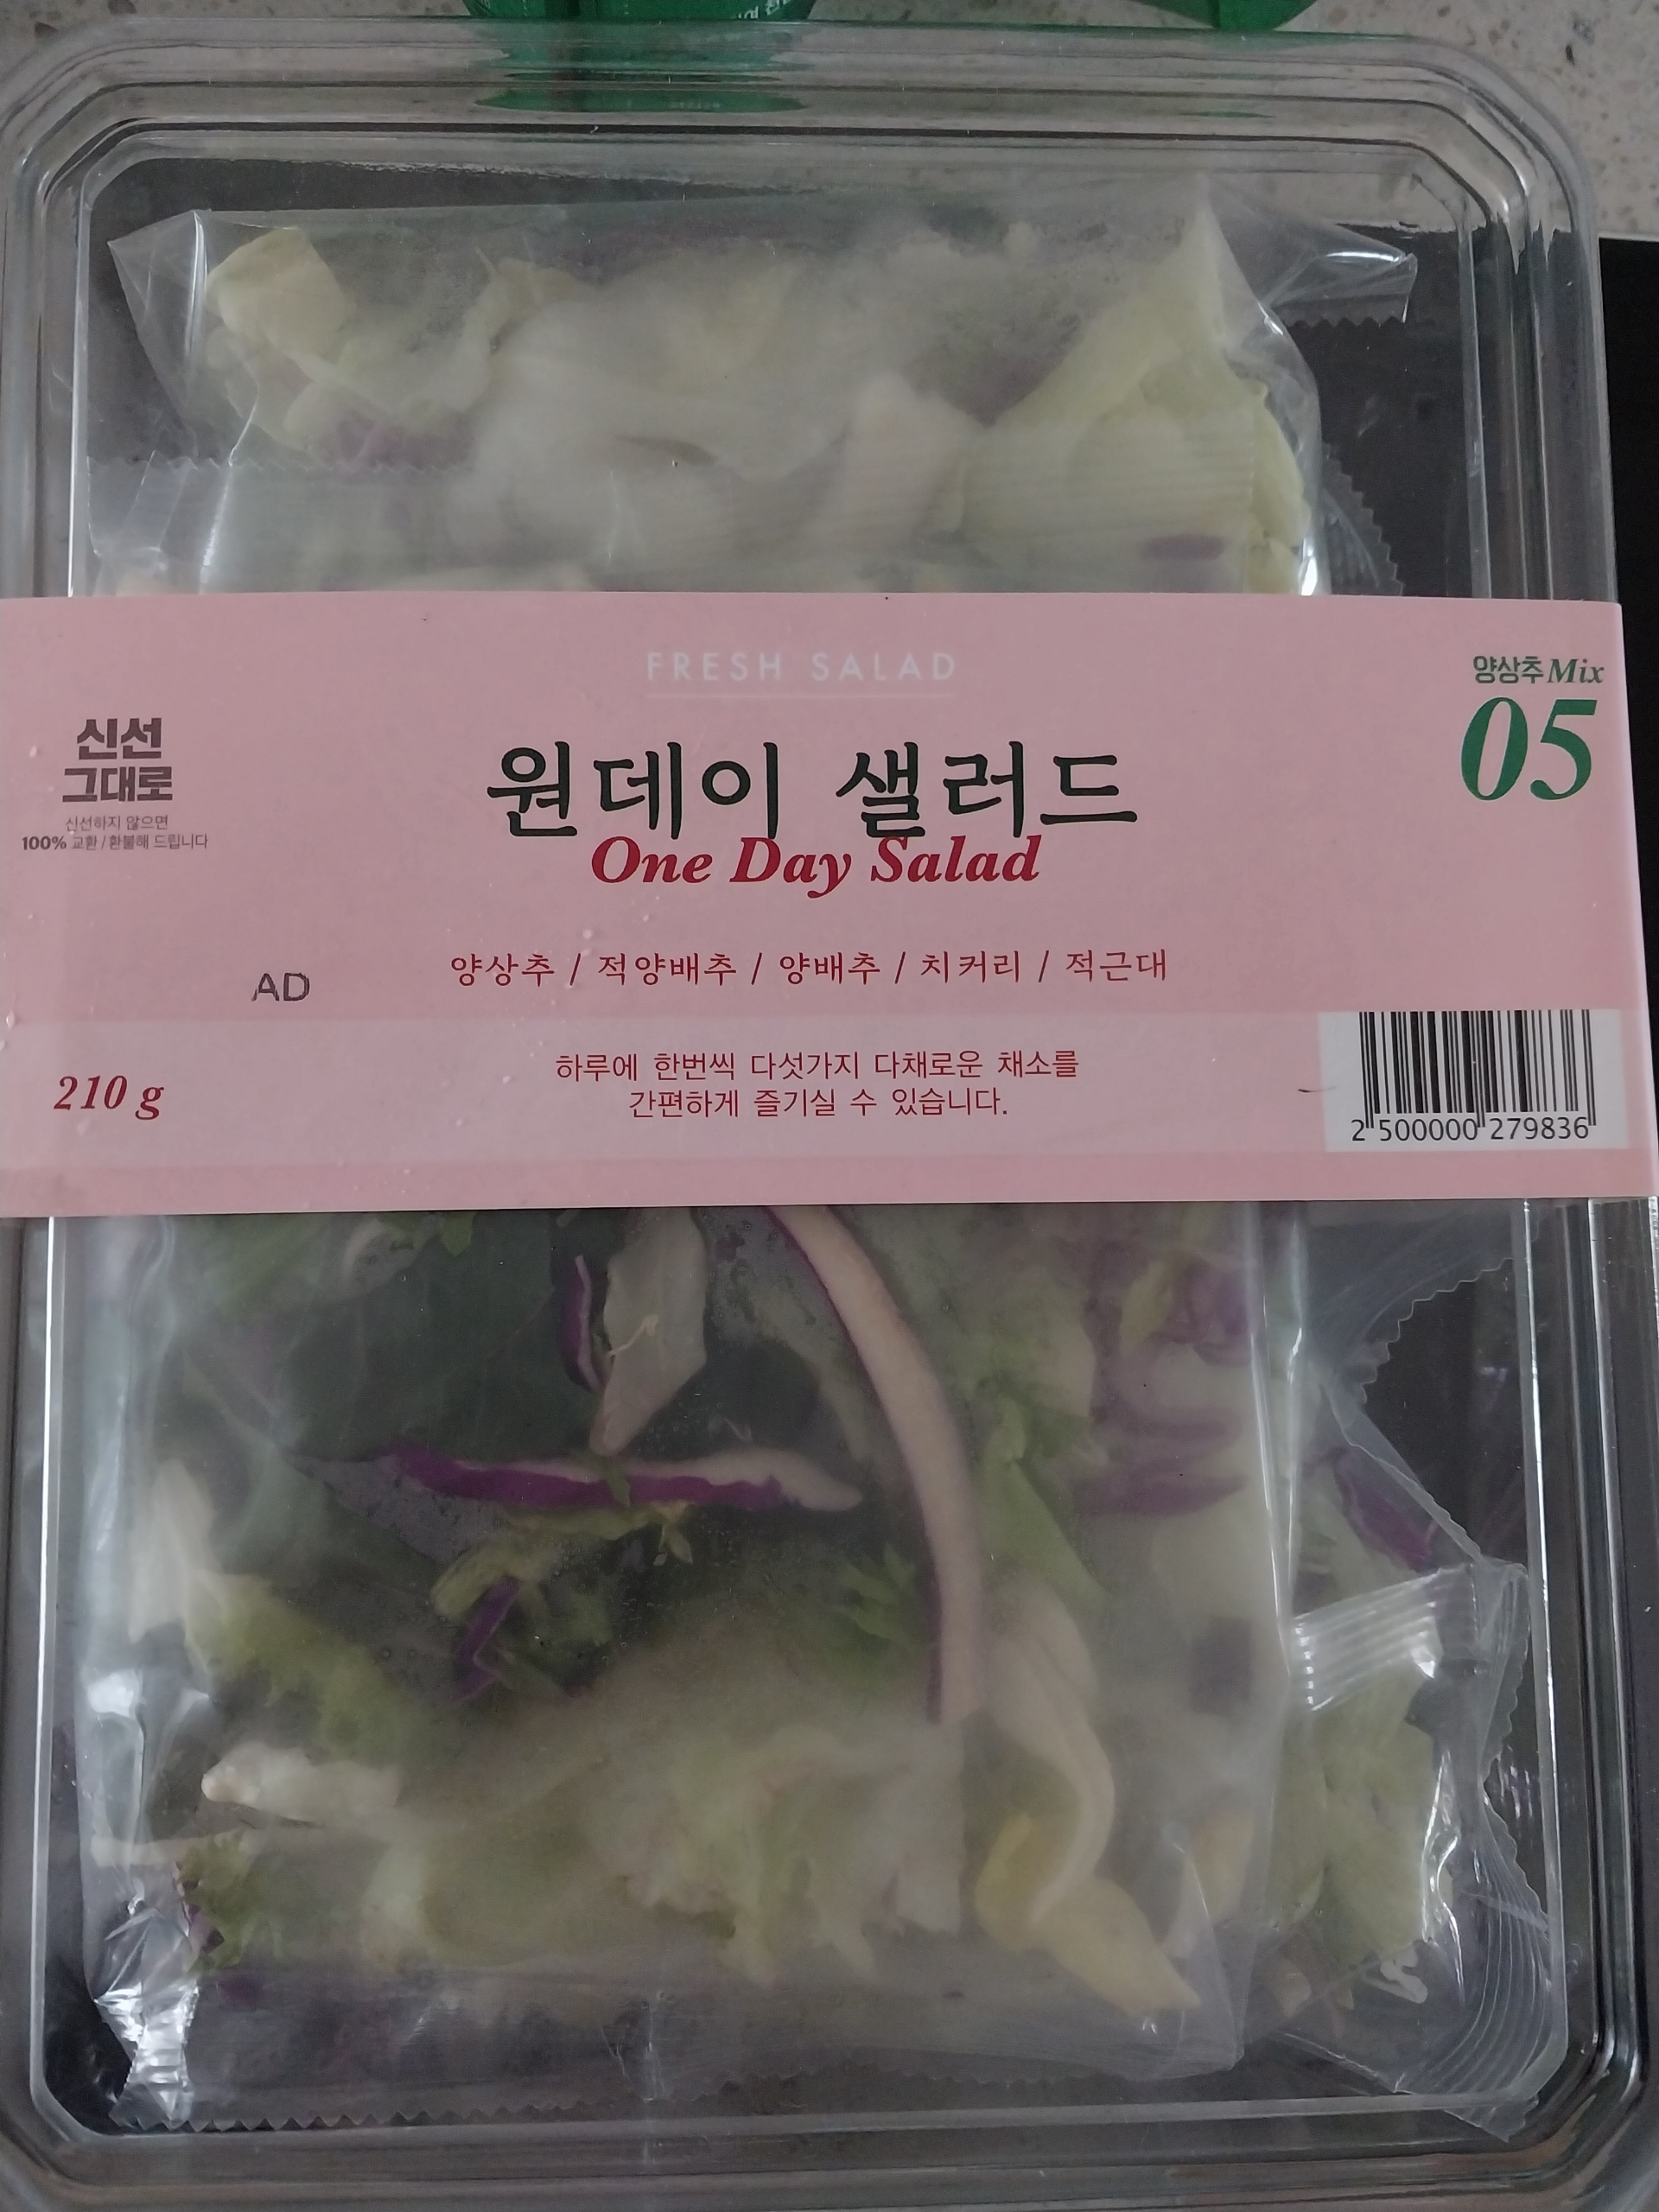 FRESH SALAD
양상추 Mix
05
신선
그대로
신선하지 않으면
100% 교환 / 환불해 드립니다
원데이 샐러드
One Day Salad
양상추 / 적양배추 / 양배추 / 치커리 / 적근대
AD
210 g
하루에 한번씩 다섯가지 다채로운 채소를
간편하게 즐기실 수 있습니다.
2 500000 279836